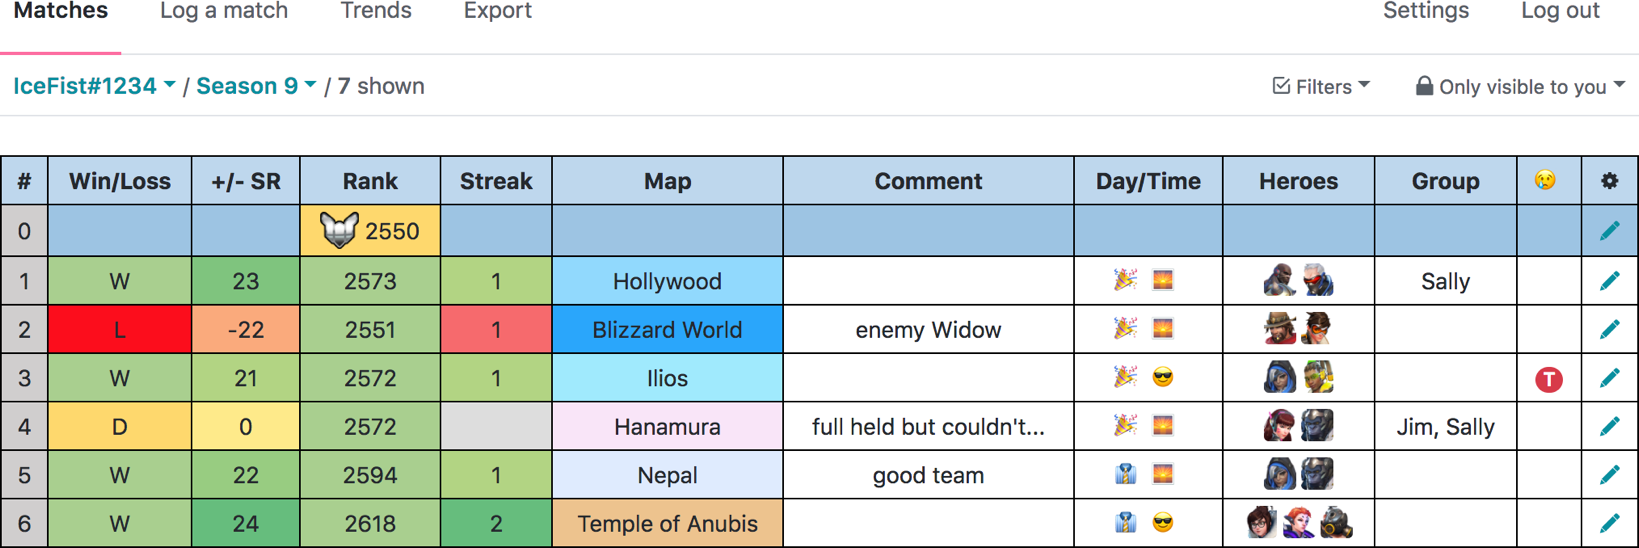 Matches Log a match Trends Export Settings Log out
IceFist#1234 / Season 9 / 7 shown Filters Only visible to you
# Win/Loss +/- SR Rank Streak Map Comment Day/Time Heroes Group
0 2550
1 W 23 2573 1 Hollywood Sally
2 L -22 2551 1 Blizzard World enemy Widow
3 W 21 2572 1 Ilios T
4 D 0 2572 Hanamura full held but couldn't... Jim, Sally
5 W 22 2594 1 Nepal good team
6 W 24 2618 2 Temple of Anubis